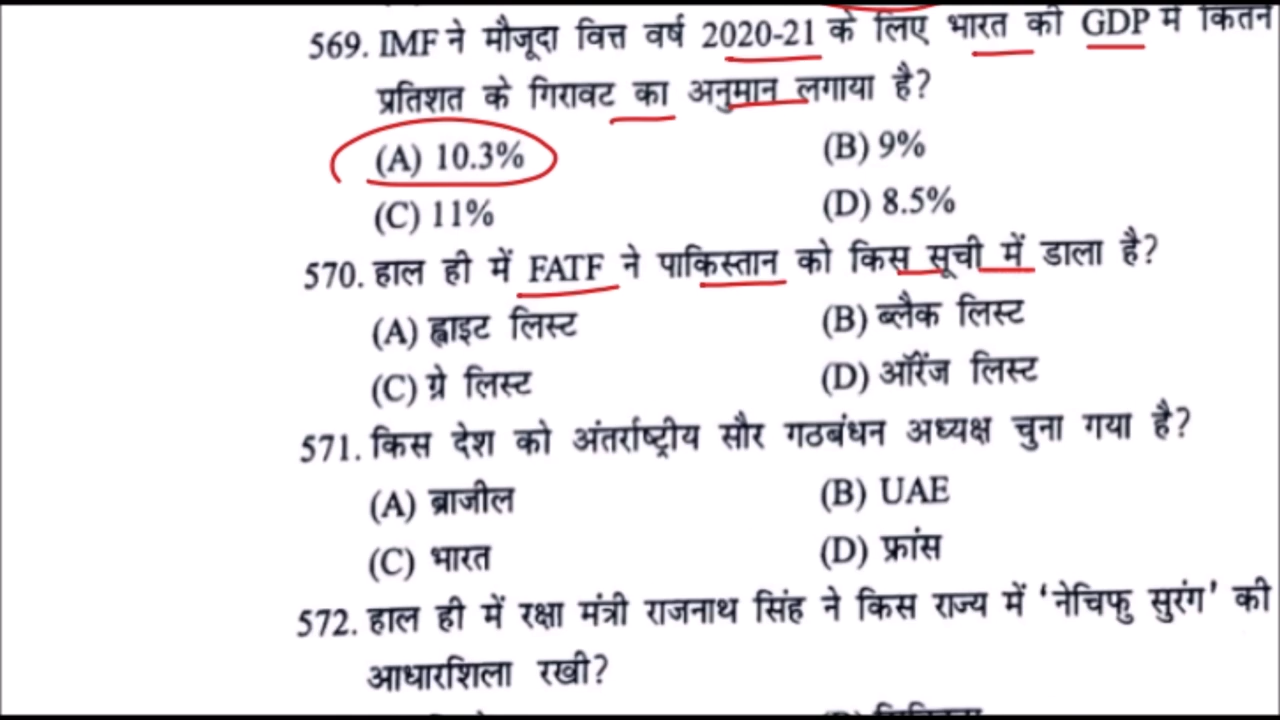 569. IMF ने मौजूदा वित्त वर्ष 2020-21 के लिए भारत की GDP में कितने
प्रतिशत के गिरावट का अनुमान लगाया है?
(A) 10.3% (B) 9%
(C) 11% (D) 8.5%
570. हाल ही में FATF ने पाकिस्तान को किस सूची में डाला है?
(A) ह्वाइट लिस्ट (B) ब्लैक लिस्ट
(C) ग्रे लिस्ट (D) ऑरेंज लिस्ट
571. किस देश को अंतर्राष्ट्रीय सौर गठबंधन अध्यक्ष चुना गया है?
(A) ब्राजील (B) UAE
(C) भारत (D) फ्रांस
572. हाल ही में रक्षा मंत्री राजनाथ सिंह ने किस राज्य में ‘नेचिफु सुरंग’ की
आधारशिला रखी?